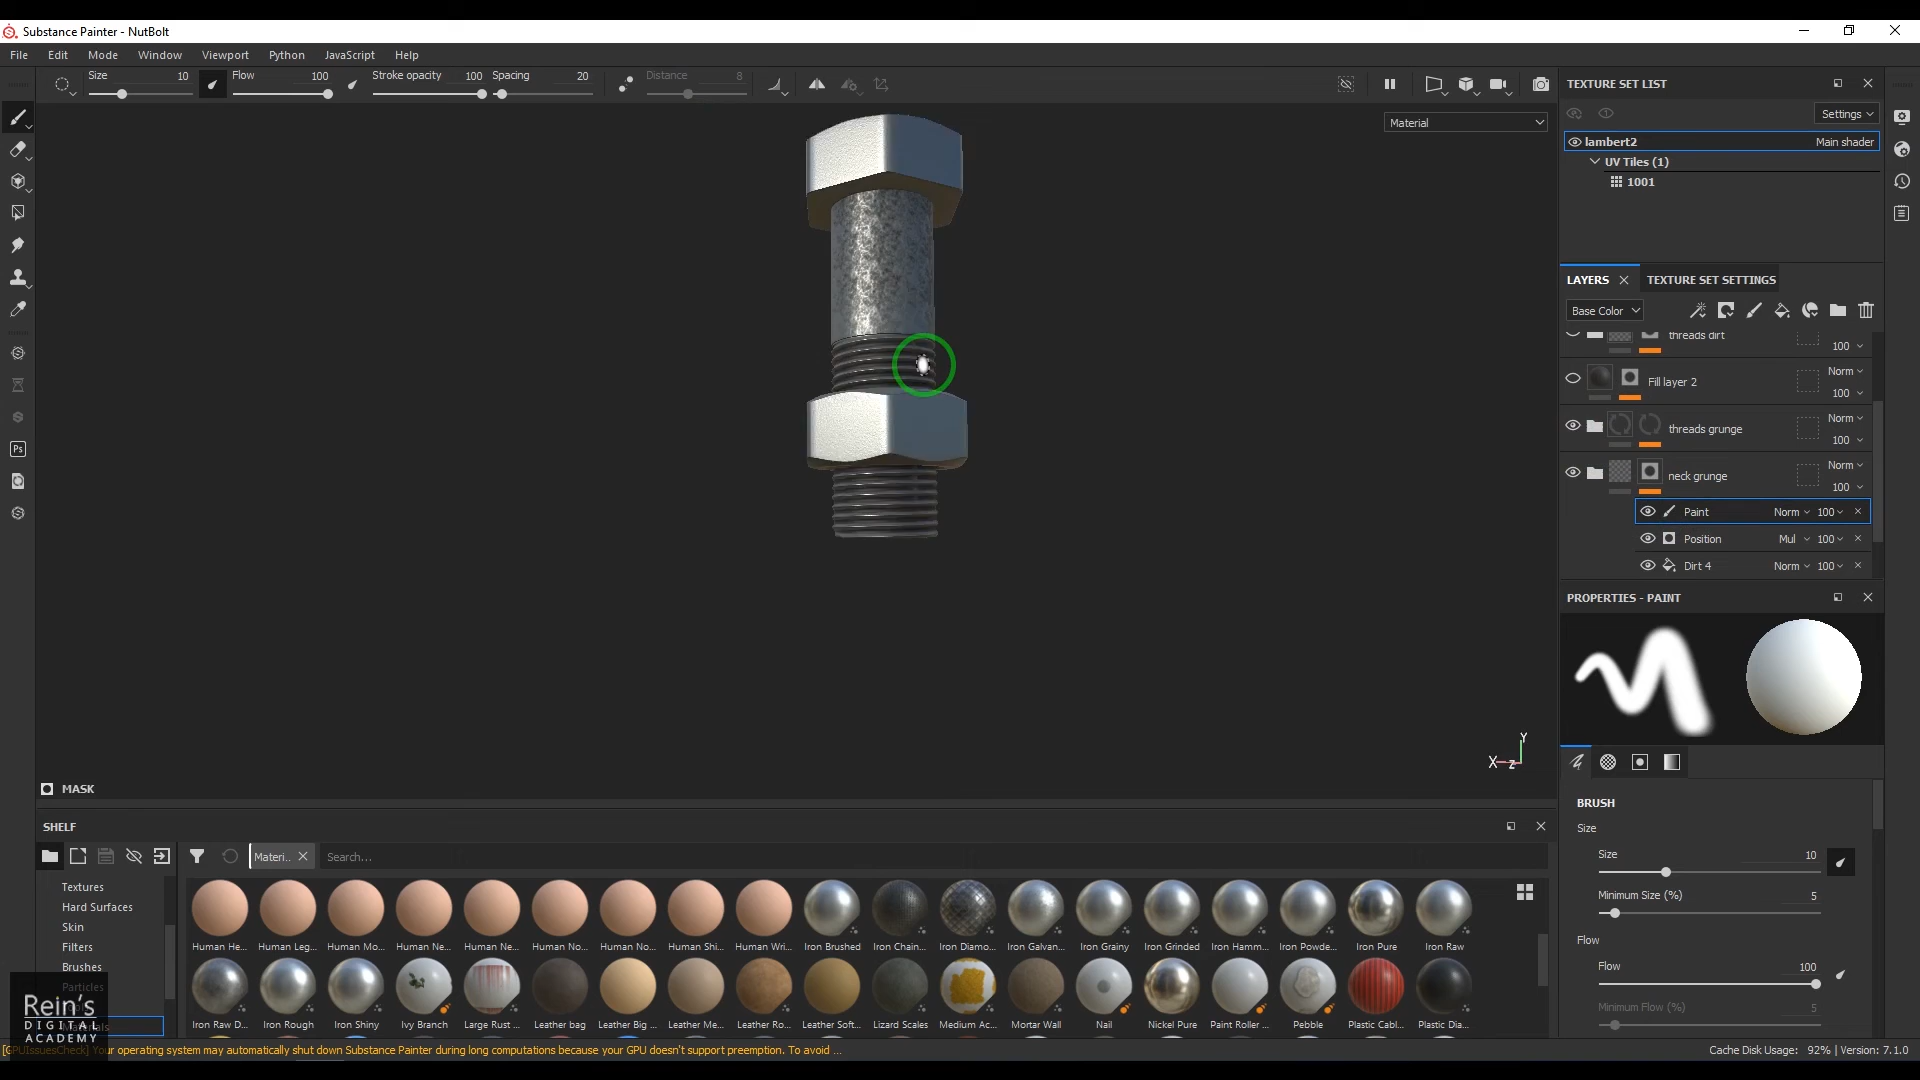 Substance Painter - NutBolt
File Edit Mode Window Viewport Python JavaScript Help
Size 10 Flow 100 Stroke opacity 100 Spacing 20 Distance 8
Material
TEXTURE SET LIST
Settings
lambert2 Main shader
UV Tiles (1)
1001
LAYERS TEXTURE SET SETTINGS
Base Color
threads dirt 100
Fill layer 2 Norm 100
threads grunge Norm 100
neck grunge Norm 100
Paint Norm 100
Position Mul 100
Dirt 4 Norm 100
PROPERTIES - PAINT
BRUSH
Size
Size 10
Minimum Size (%) 5
Flow
Flow 100
Minimum Flow (%) 5
X Y Z
MASK
SHELF
Materi.. Search...
Textures
Hard Surfaces
Skin
Filters
Brushes
Particles
Materials
Human He... Human Leg... Human Mo... Human Ne... Human Ne... Human No... Human No... Human Shi... Human Wri... Iron Brushed Iron Chain... Iron Diamo... Iron Galvan... Iron Grainy Iron Grinded Iron Hamm... Iron Powde... Iron Pure Iron Raw
Iron Raw D... Iron Rough Iron Shiny Ivy Branch Large Rust ... Leather bag Leather Big ... Leather Me... Leather Ro... Leather Soft... Lizard Scales Medium Ac... Mortar Wall Nail Nickel Pure Paint Roller ... Pebble Plastic Cabl... Plastic Dia...
Ps
Rein's
DIGITAL
ACADEMY
[GPUIssuesCheck] Your operating system may automatically shut down Substance Painter during long computations because your GPU doesn't support preemption. To avoid ...
Cache Disk Usage: 92% | Version: 7.1.0